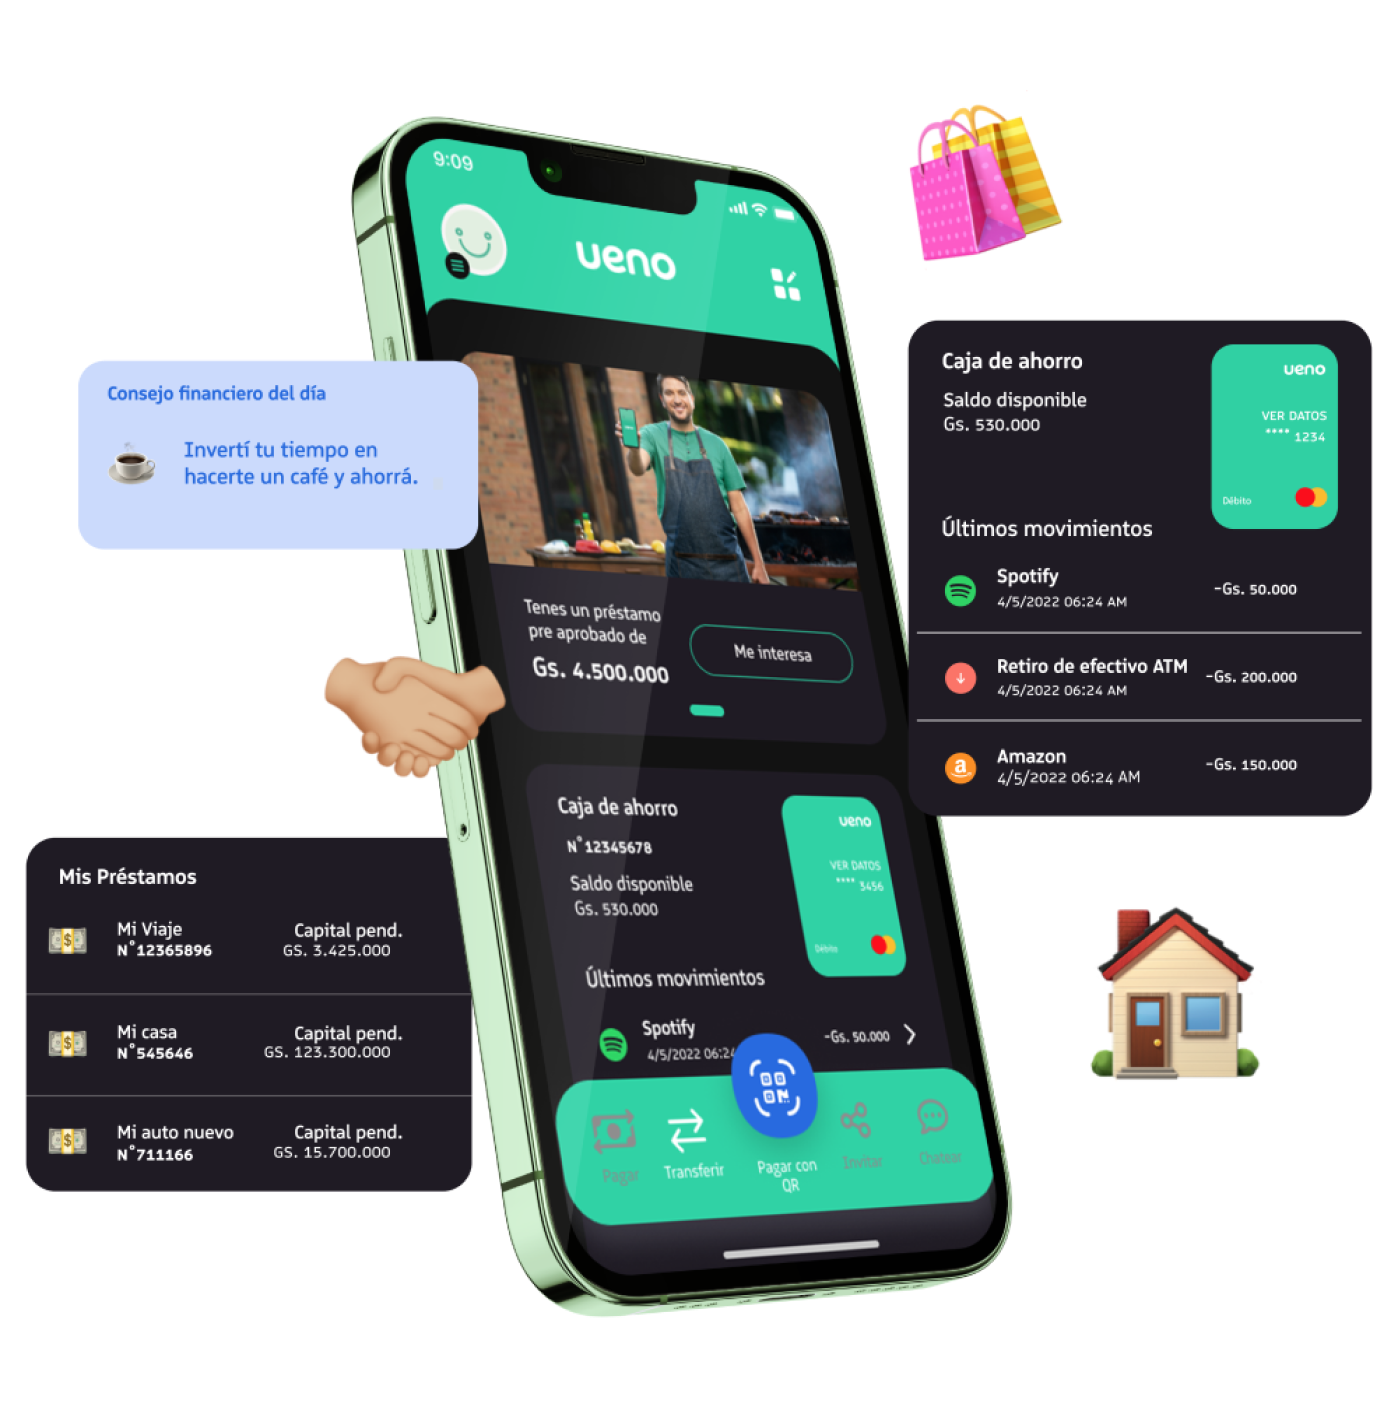 9:09
ueno
Consejo financiero del día
Invertí tu tiempo en
hacerte un café y ahorrá.
Tenes un préstamo
pre aprobado de
Gs. 4.500.000
Me interesa
Caja de ahorro
N°12345678
Saldo disponible
Gs. 530.000
ueno
VER DATOS
**** 3456
Débito
Últimos movimientos
Spotify
4/5/2022 06:24
-Gs. 50.000
Pagar
Transferir
Pagar con
QR
Invitar
Chatear
Caja de ahorro
Saldo disponible
Gs. 530.000
ueno
VER DATOS
**** 1234
Débito
Últimos movimientos
Spotify
4/5/2022 06:24 AM
-Gs. 50.000
Retiro de efectivo ATM
4/5/2022 06:24 AM
-Gs. 200.000
Amazon
4/5/2022 06:24 AM
-Gs. 150.000
Mis Préstamos
Mi Viaje
N°12365896
Capital pend.
GS. 3.425.000
Mi casa
N°545646
Capital pend.
GS. 123.300.000
Mi auto nuevo
N°711166
Capital pend.
GS. 15.700.000